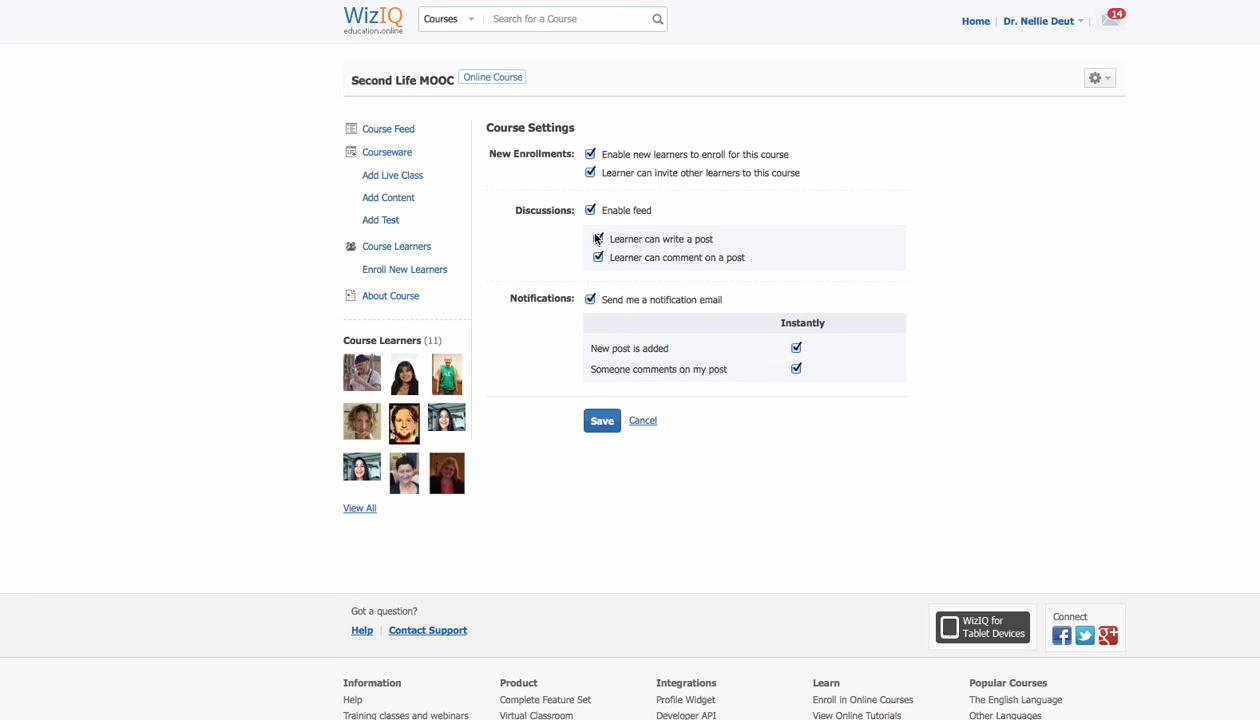 WizIQ
education.online
Courses
Search for a Course
Home | Dr. Nellie Deut
14
Second Life MOOC
Online Course
Course Feed
Courseware
Add Live Class
Add Content
Add Test
Course Learners
Enroll New Learners
About Course
Course Learners (11)
View All
Course Settings
New Enrollments:
Enable new learners to enroll for this course
Learner can invite other learners to this course
Discussions:
Enable feed
Learner can write a post
Learner can comment on a post
Notifications:
Send me a notification email
Instantly
New post is added
Someone comments on my post
Save
Cancel
Got a question?
Help | Contact Support
WizIQ for
Tablet Devices
Connect
Information
Help
Training classes and webinars
Product
Complete Feature Set
Virtual Classroom
Integrations
Profile Widget
Developer API
Learn
Enroll in Online Courses
View Online Tutorials
Popular Courses
The English Language
Other Languages